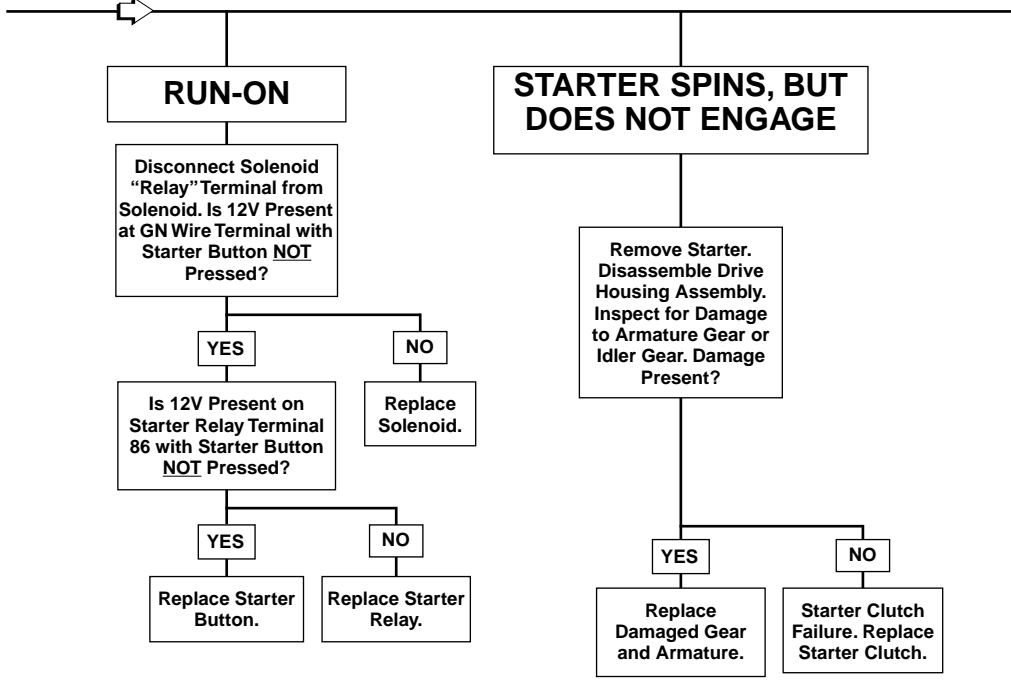 RUN-ON
Disconnect Solenoid
“Relay” Terminal from
Solenoid. Is 12V Present
at GN Wire Terminal with
Starter Button NOT
Pressed?
YES
NO
Is 12V Present on
Starter Relay Terminal
86 with Starter Button
NOT Pressed?
Replace
Solenoid.
YES
NO
Replace Starter
Button.
Replace Starter
Relay.
STARTER SPINS, BUT
DOES NOT ENGAGE
Remove Starter.
Disassemble Drive
Housing Assembly.
Inspect for Damage
to Armature Gear or
Idler Gear. Damage
Present?
YES
NO
Replace
Damaged Gear
and Armature.
Starter Clutch
Failure. Replace
Starter Clutch.